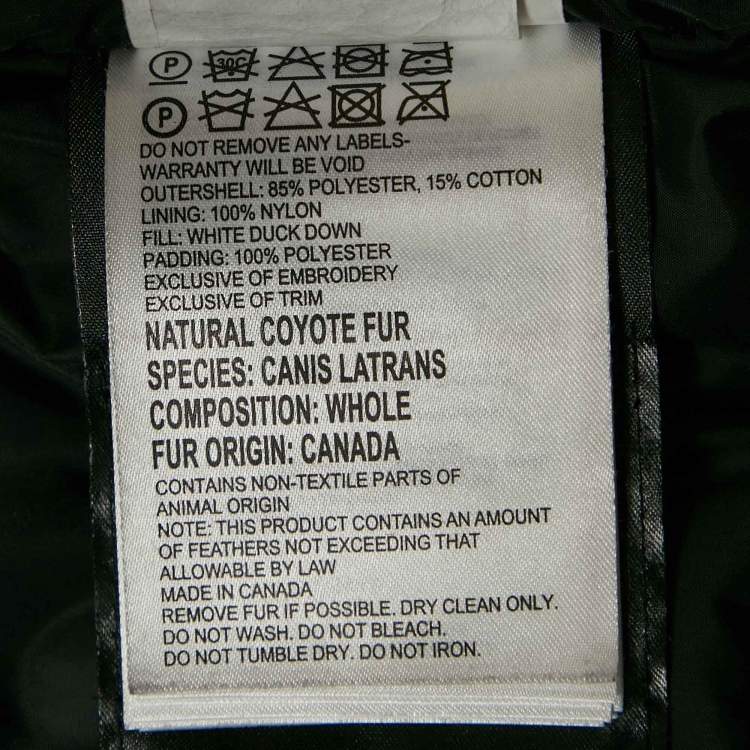 P 30C
P
DO NOT REMOVE ANY LABELS-
WARRANTY WILL BE VOID
OUTERSHELL: 85% POLYESTER, 15% COTTON
LINING: 100% NYLON
FILL: WHITE DUCK DOWN
PADDING: 100% POLYESTER
EXCLUSIVE OF EMBROIDERY
EXCLUSIVE OF TRIM
NATURAL COYOTE FUR
SPECIES: CANIS LATRANS
COMPOSITION: WHOLE
FUR ORIGIN: CANADA
CONTAINS NON-TEXTILE PARTS OF
ANIMAL ORIGIN
NOTE: THIS PRODUCT CONTAINS AN AMOUNT
OF FEATHERS NOT EXCEEDING THAT
ALLOWABLE BY LAW
MADE IN CANADA
REMOVE FUR IF POSSIBLE. DRY CLEAN ONLY.
DO NOT WASH. DO NOT BLEACH.
DO NOT TUMBLE DRY. DO NOT IRON.